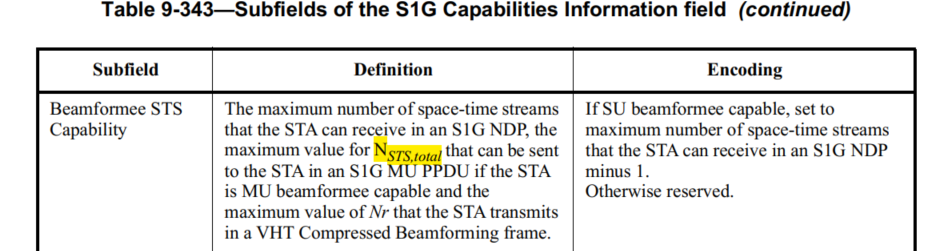 Table 9-343—Subfields of the S1G Capabilities Information field (continued)
Subfield
Definition
Encoding
Beamformee STS
Capability
The maximum number of space-time streams
that the STA can receive in an S1G NDP, the
maximum value for NSTS,total that can be sent
to the STA in an S1G MU PPDU if the STA
is MU beamformee capable and the
maximum value of Nr that the STA transmits
in a VHT Compressed Beamforming frame.
If SU beamformee capable, set to
maximum number of space-time streams
that the STA can receive in an S1G NDP
minus 1.
Otherwise reserved.